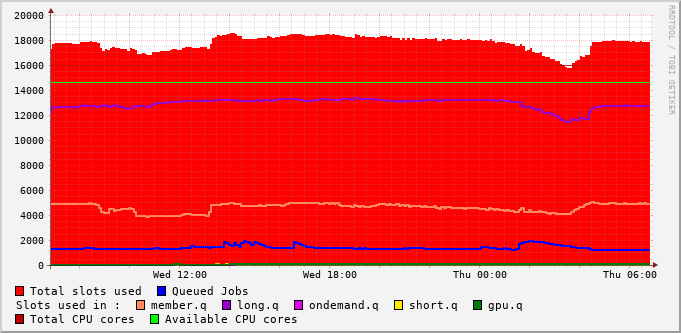 RRDTOOL / TOBI OETIKER
20000
18000
16000
14000
12000
10000
8000
6000
4000
2000
0
Wed 12:00 Wed 18:00 Thu 00:00 Thu 06:00
Total slots used Queued Jobs
Slots used in : member.q long.q ondemand.q short.q gpu.q
Total CPU cores Available CPU cores